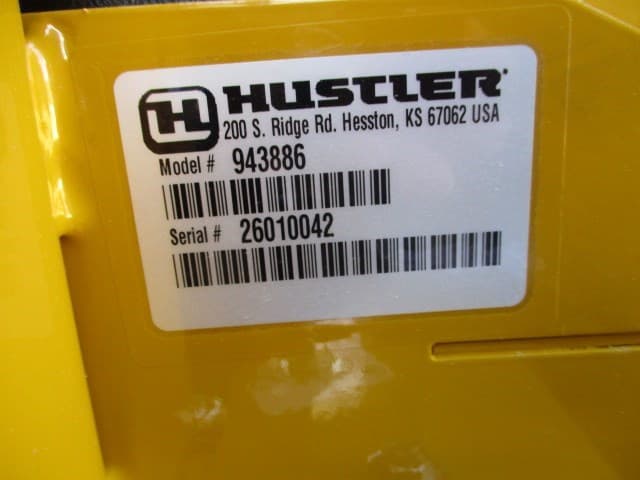 H HUSTLER
200 S. Ridge Rd. Hesston, KS 67062 USA
Model # 943886
Serial # 26010042